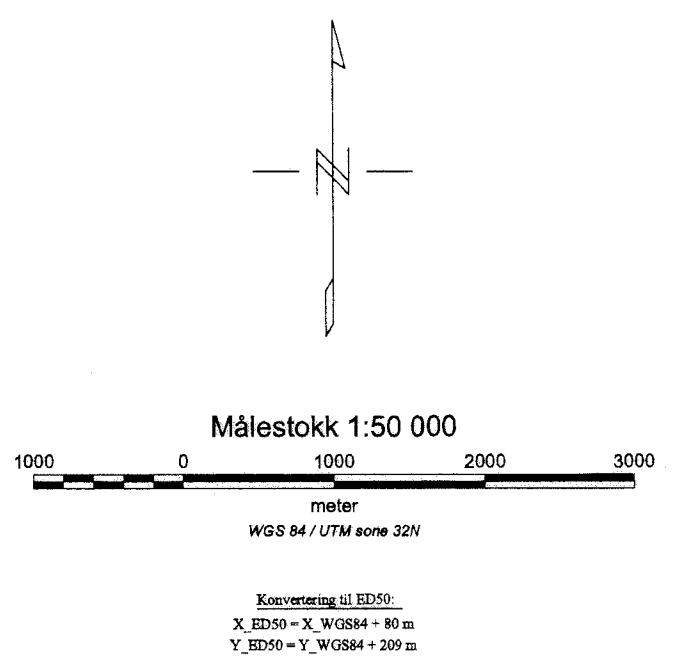 N
Målestokk 1:50 000
1000 0 1000 2000 3000
meter
WGS 84 / UTM sone 32N
Konvertering til ED50:
X_ED50 = X_WGS84 + 80 m
Y_ED50 = Y_WGS84 + 209 m